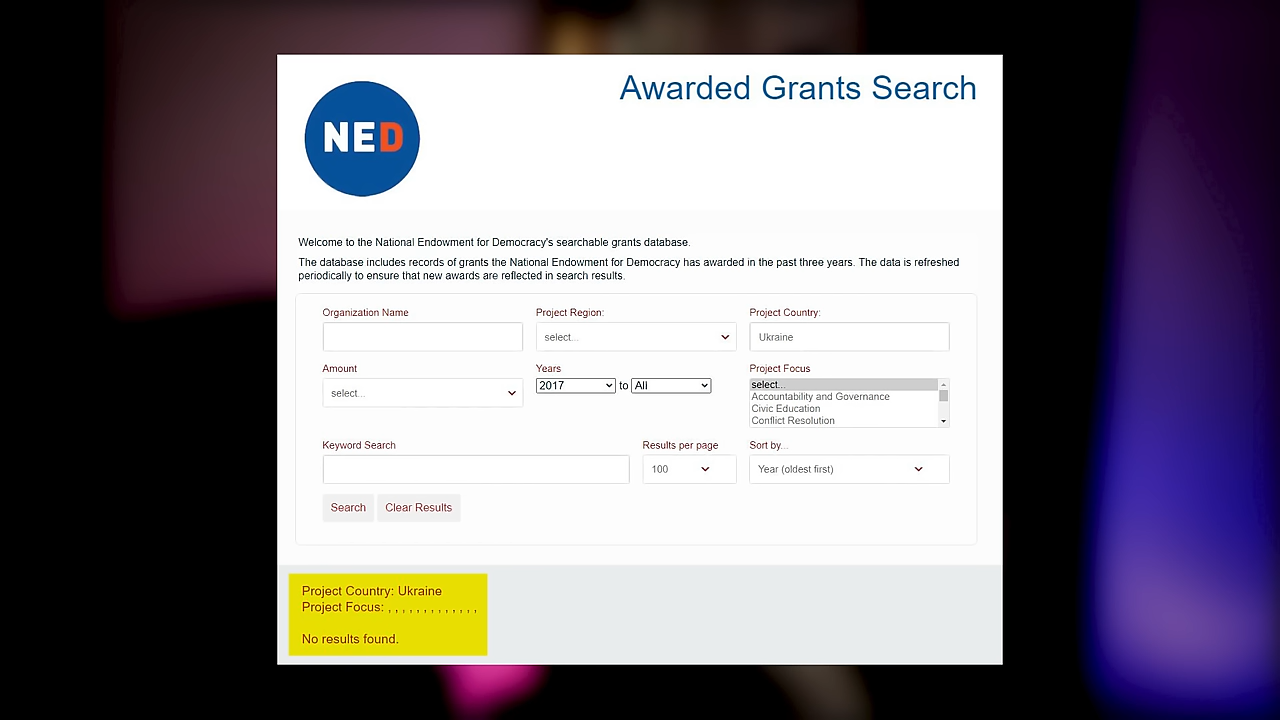 Awarded Grants Search
NED
Welcome to the National Endowment for Democracy's searchable grants database.
The database includes records of grants the National Endowment for Democracy has awarded in the past three years. The data is refreshed
periodically to ensure that new awards are reflected in search results.
Organization Name
Project Region:
select...
Project Country:
Ukraine
Amount
select...
Years
2017 to All
Project Focus
select...
Accountability and Governance
Civic Education
Conflict Resolution
Keyword Search
Results per page
100
Sort by...
Year (oldest first)
Search
Clear Results
Project Country: Ukraine
Project Focus: , , , , , , , , , , , , ,
No results found.